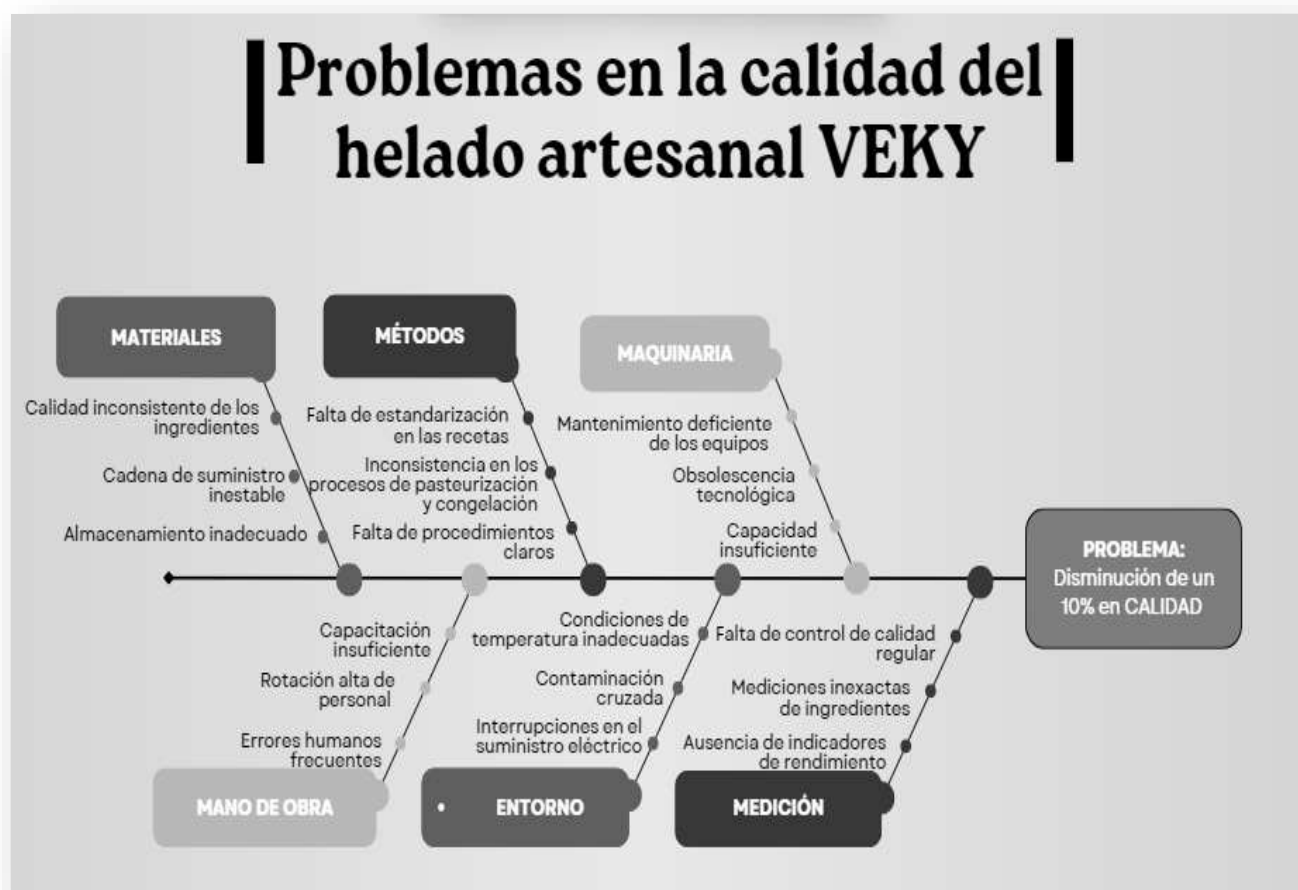 Problemas en la calidad del
helado artesanal VEKY
MATERIALES
Calidad inconsistente de los
ingredientes
Cadena de suministro
inestable
Almacenamiento inadecuado
MÉTODOS
Falta de estandarización
en las recetas
Inconsistencia en los
procesos de pasteurización
y congelación
Falta de procedimientos
claros
MAQUINARIA
Mantenimiento deficiente
de los equipos
Obsolescencia
tecnológica
Capacidad
insuficiente
PROBLEMA:
Disminución de un
10% en CALIDAD
Capacitación
insuficiente
Rotación alta de
personal
Errores humanos
frecuentes
MANO DE OBRA
Condiciones de
temperatura inadecuadas
Contaminación
cruzada
Interrupciones en el
suministro eléctrico
• ENTORNO
Falta de control de calidad
regular
Mediciones inexactas
de ingredientes
Ausencia de indicadores
de rendimiento
MEDICIÓN